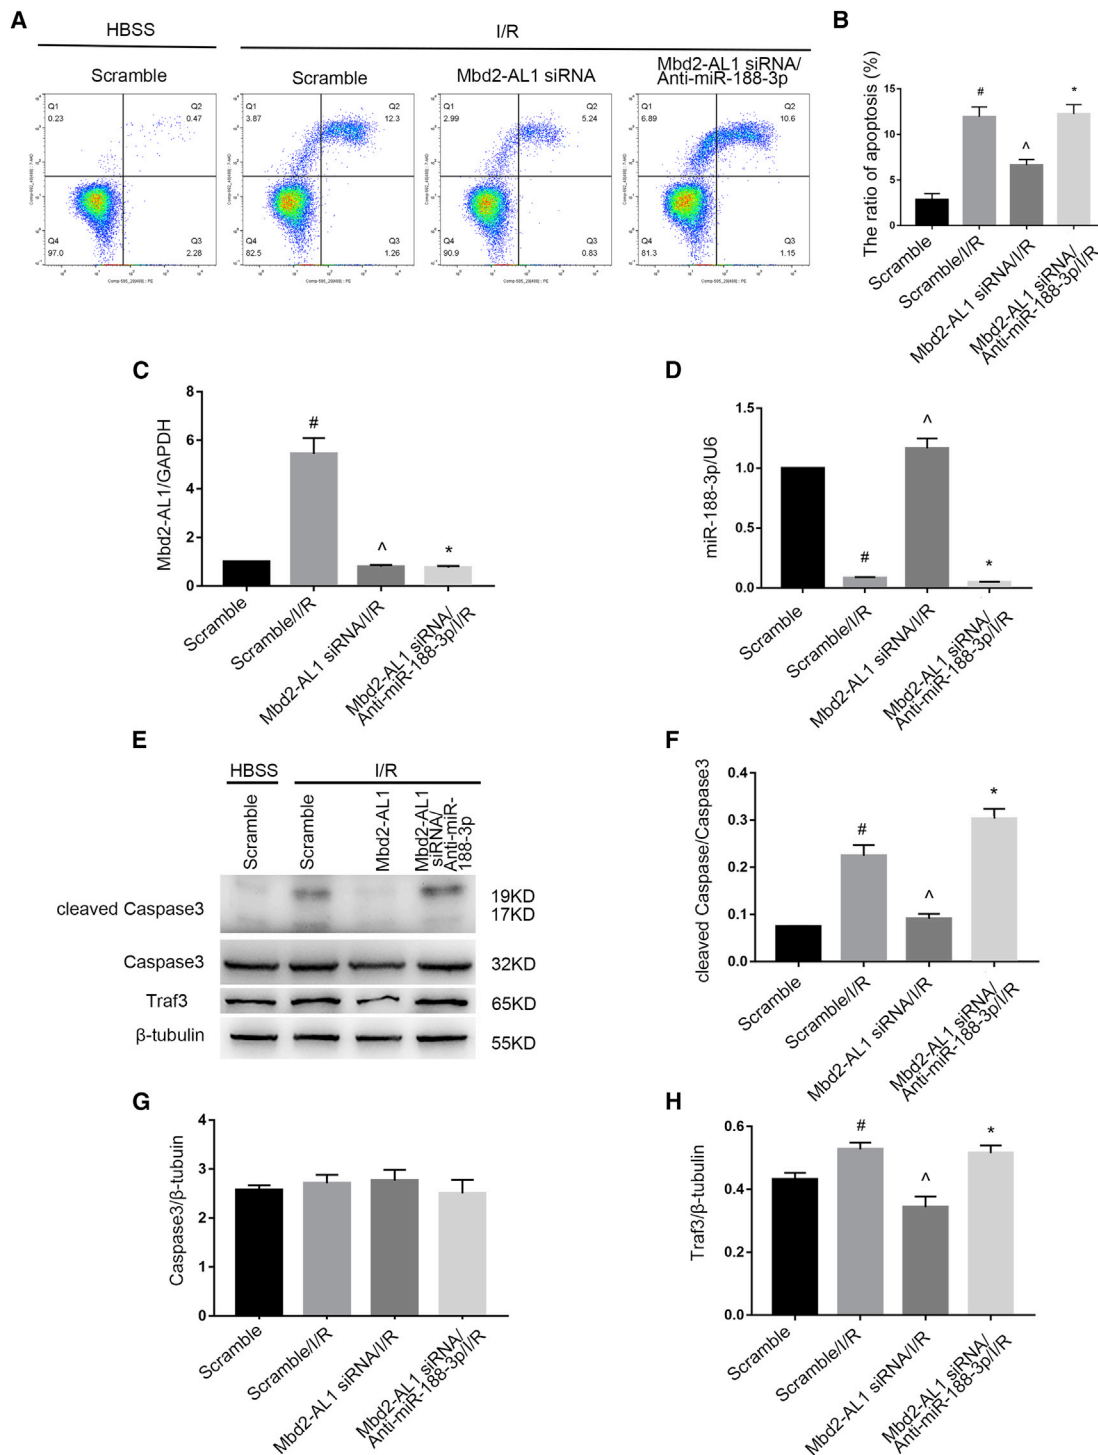 A
HBSS
I/R
Scramble
Scramble
Mbd2-AL1 siRNA
Mbd2-AL1 siRNA/
Anti-miR-188-3p
Q1
0.23
Q2
0.47
Q4
97.0
Q3
2.28
Q1
3.87
Q2
12.3
Q4
82.5
Q3
1.26
Q1
2.99
Q2
5.24
Q4
90.9
Q3
0.83
Q1
6.89
Q2
10.6
Q4
81.3
Q3
1.15
B
The ratio of apoptosis (%)
15
10
5
0
#
^
*
Scramble
Scramble/I/R
Mbd2-AL1 siRNA/I/R
Mbd2-AL1 siRNA/
Anti-miR-188-3p/I/R
C
Mbd2-AL1/GAPDH
8
6
4
2
0
#
^
*
Scramble
Scramble/I/R
Mbd2-AL1 siRNA/I/R
Mbd2-AL1 siRNA/
Anti-miR-188-3p/I/R
D
miR-188-3p/U6
1.5
1.0
0.5
0.0
#
^
*
Scramble
Scramble/I/R
Mbd2-AL1 siRNA/I/R
Mbd2-AL1 siRNA/
Anti-miR-188-3p/I/R
E
HBSS
I/R
Scramble
Scramble
Mbd2-AL1
Mbd2-AL1
siRNA/
Anti-miR-
188-3p
cleaved Caspase3
19KD
17KD
Caspase3
32KD
Traf3
65KD
β-tubulin
55KD
F
cleaved Caspase/Caspase3
0.4
0.3
0.2
0.1
0.0
#
^
*
Scramble
Scramble/I/R
Mbd2-AL1 siRNA/I/R
Mbd2-AL1 siRNA/
Anti-miR-188-3p/I/R
G
Caspase3/β-tubuin
4
3
2
1
0
Scramble
Scramble/I/R
Mbd2-AL1 siRNA/I/R
Mbd2-AL1 siRNA/
Anti-miR-188-3p/I/R
H
Traf3/β-tubulin
0.6
0.4
0.2
0.0
#
^
*
Scramble
Scramble/I/R
Mbd2-AL1 siRNA/I/R
Mbd2-AL1 siRNA/
Anti-miR-188-3p/I/R